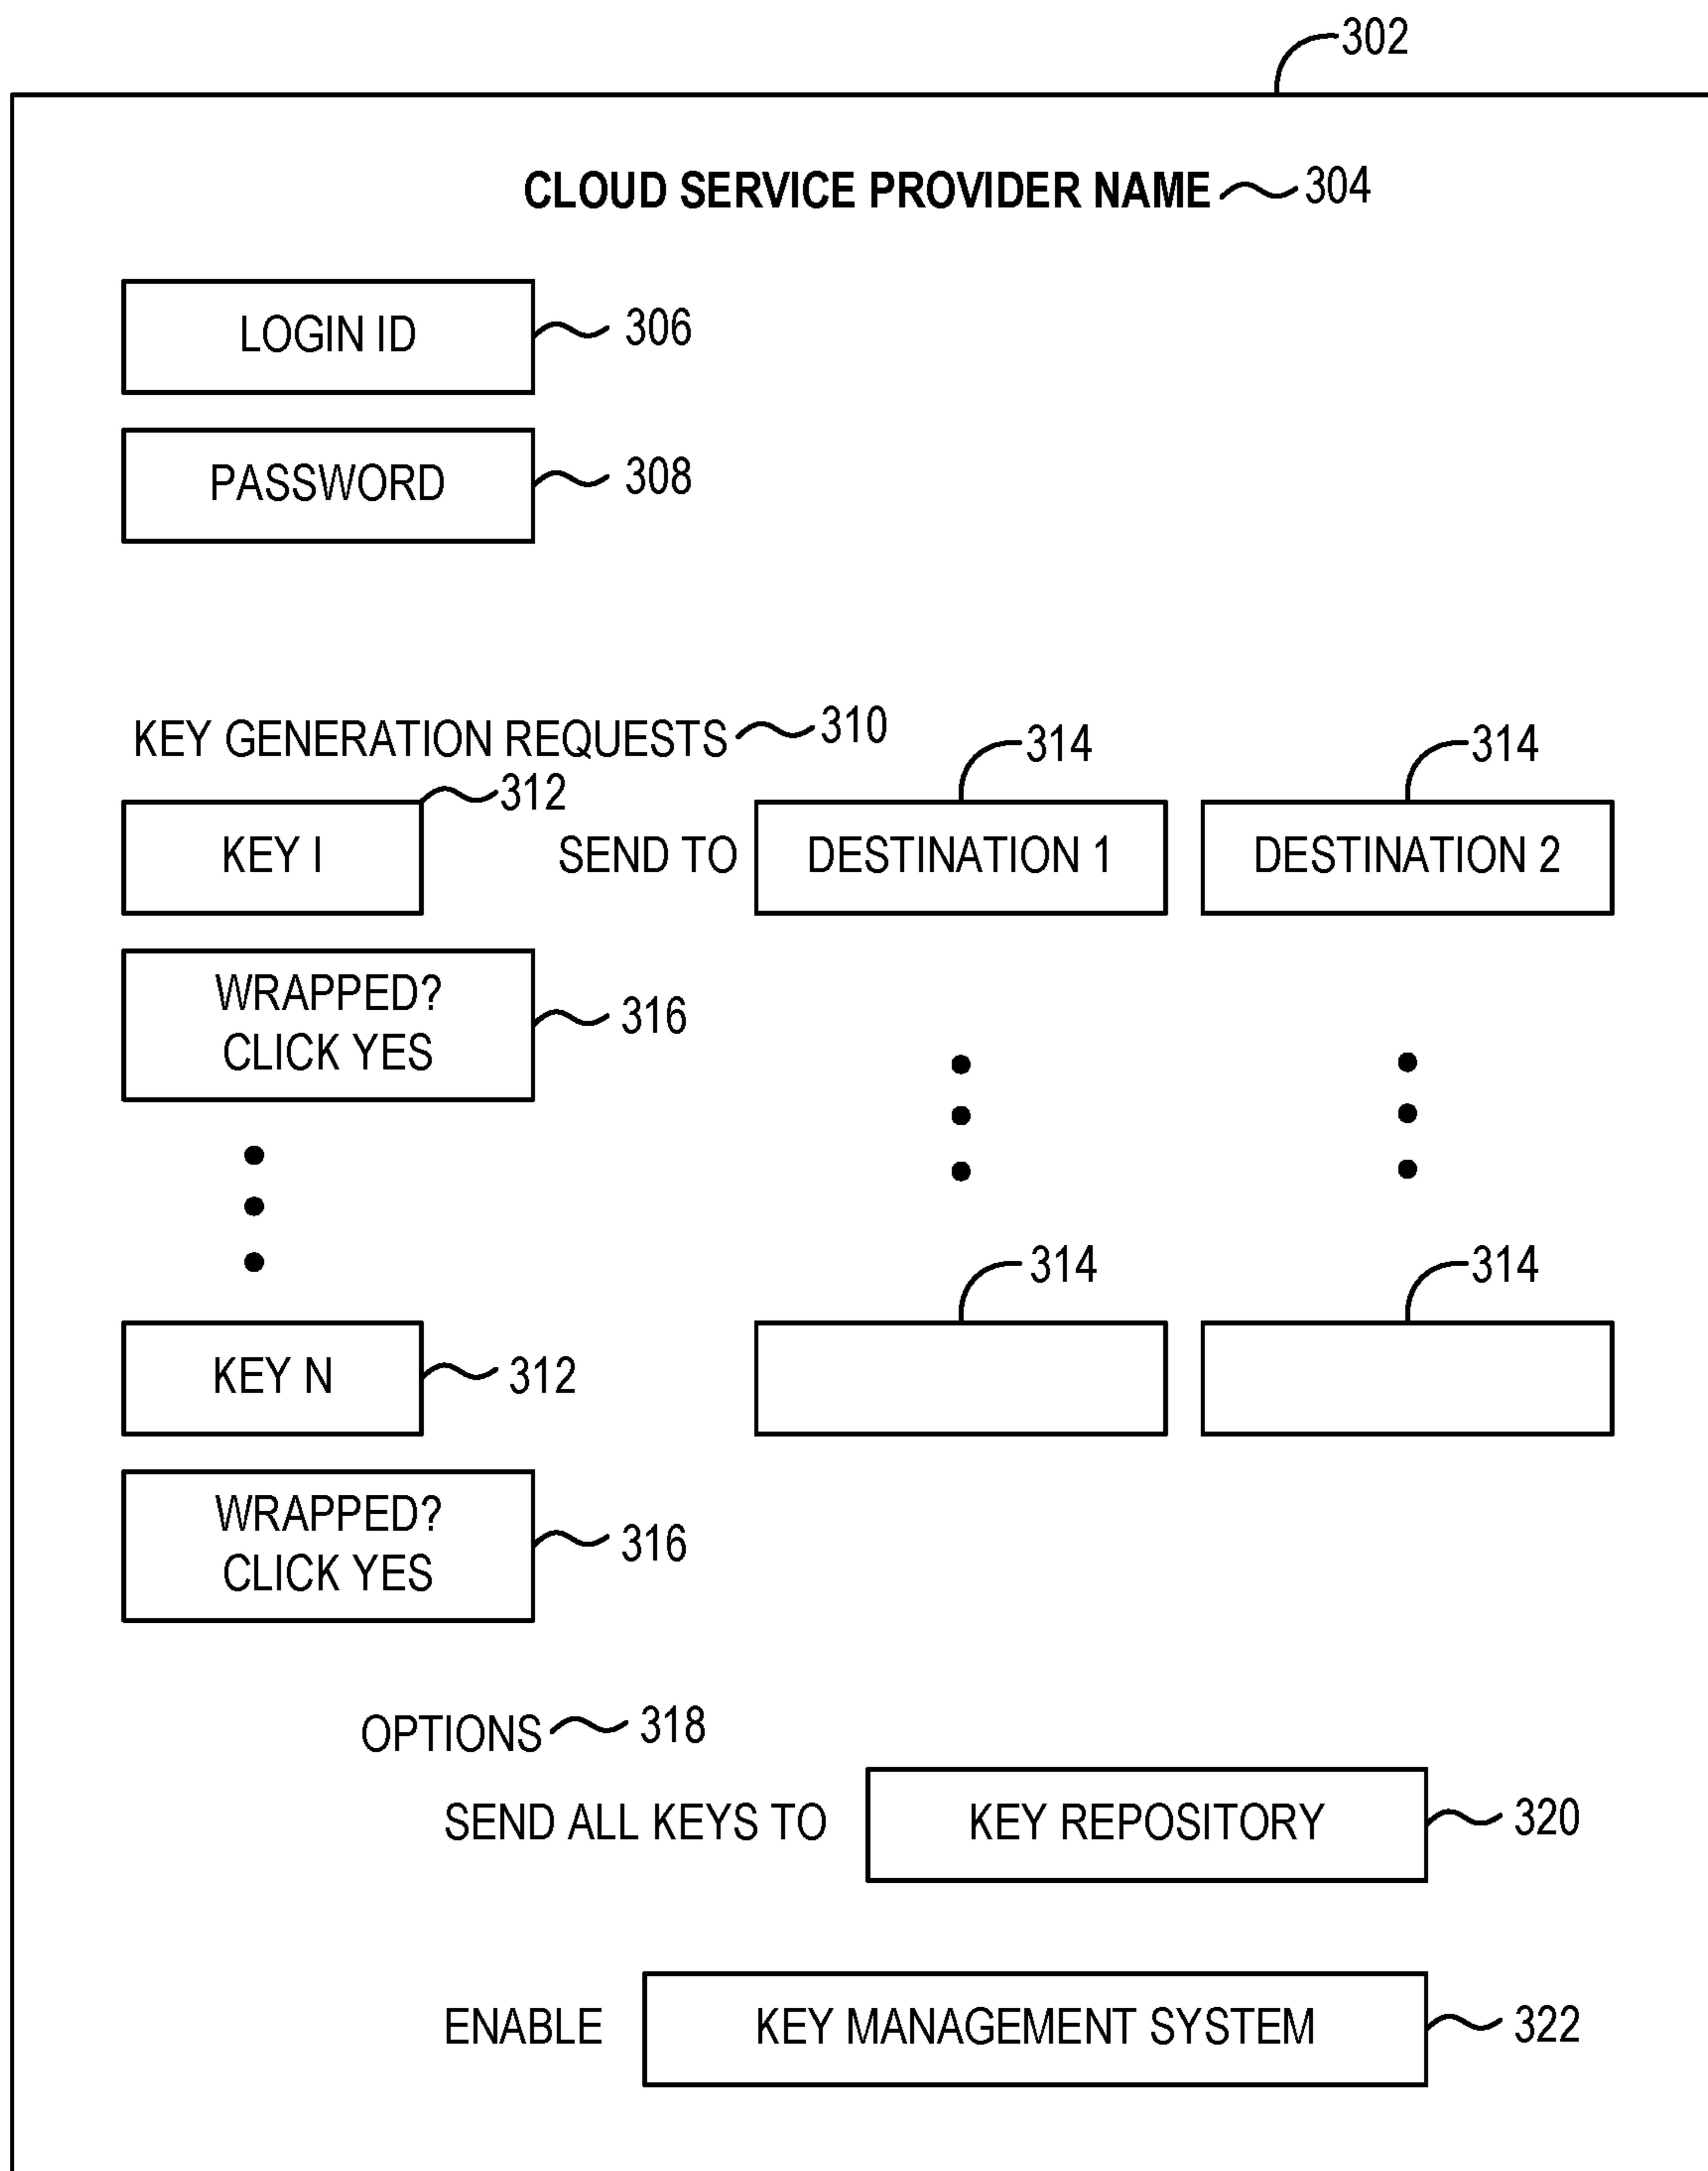 302
CLOUD SERVICE PROVIDER NAME 304
LOGIN ID 306
PASSWORD 308
KEY GENERATION REQUESTS 310
314 314
312
KEY I SEND TO DESTINATION 1 DESTINATION 2
WRAPPED?
CLICK YES
316
314 314
KEY N 312
WRAPPED?
CLICK YES
316
OPTIONS 318
SEND ALL KEYS TO KEY REPOSITORY 320
ENABLE KEY MANAGEMENT SYSTEM 322